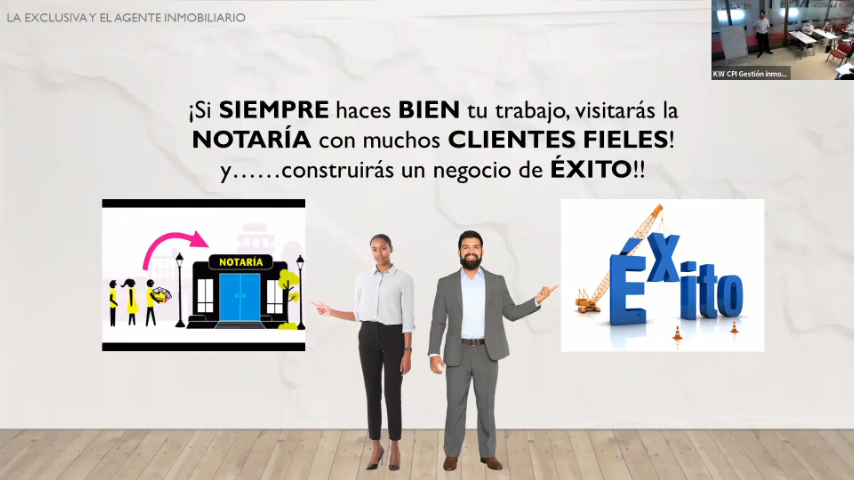 LA EXCLUSIVA Y EL AGENTE INMOBILIARIO
KW CPI Gestión inmo...
¡Si SIEMPRE haces BIEN tu trabajo, visitarás la
NOTARÍA con muchos CLIENTES FIELES!
y……construirás un negocio de ÉXITO!!
NOTARÍA
Éxito